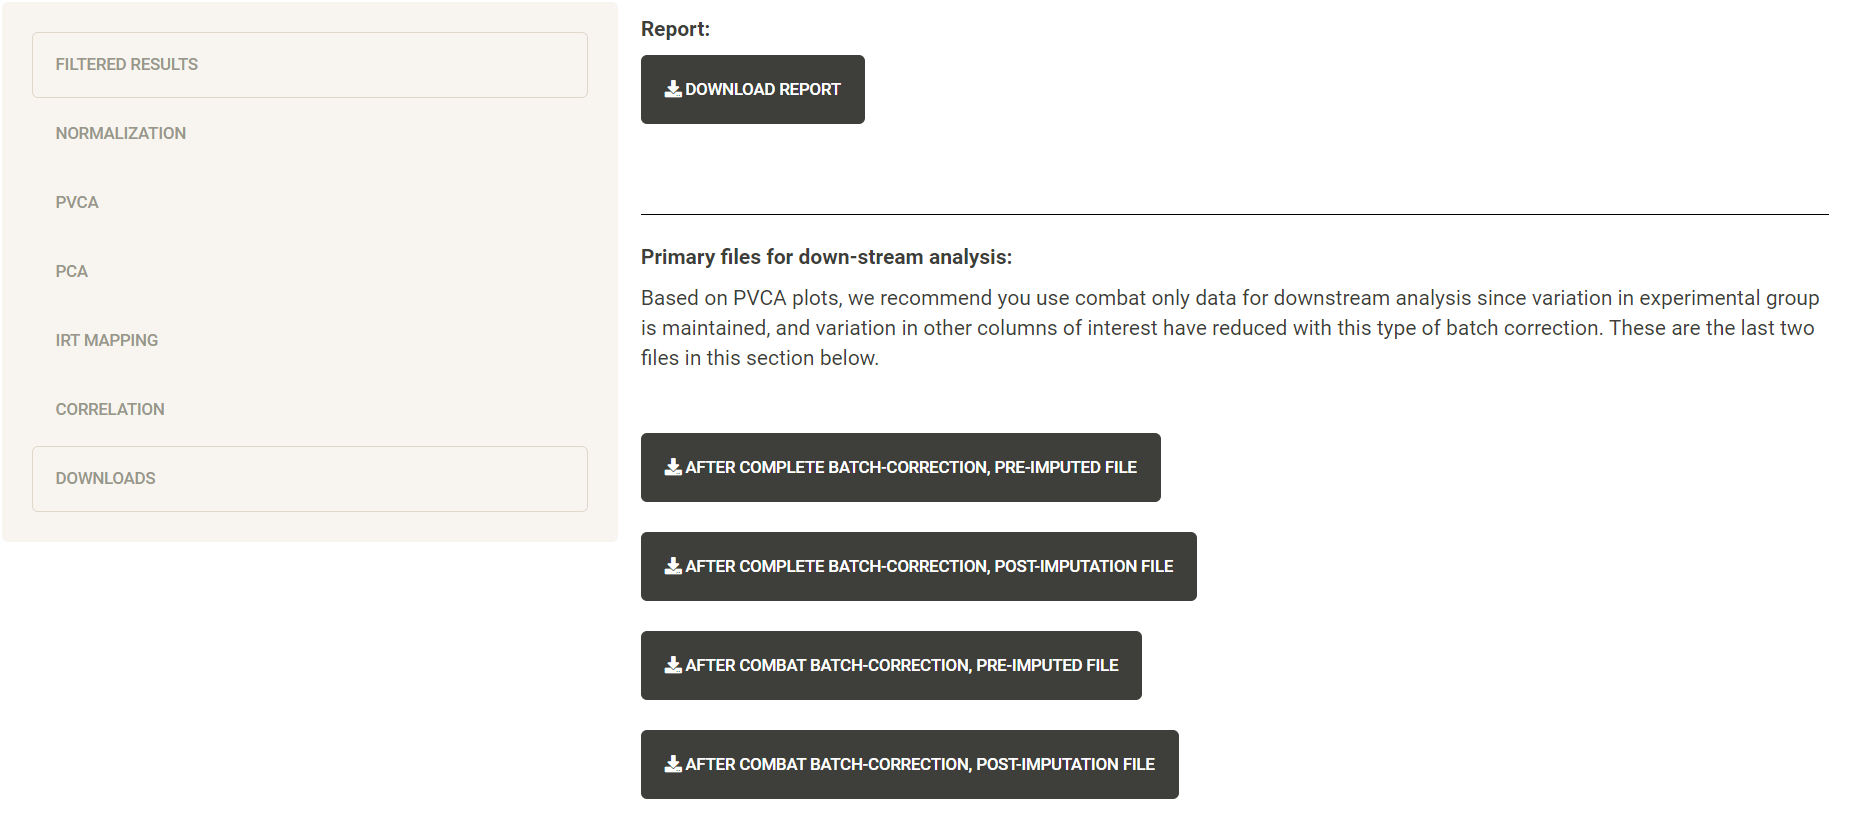 FILTERED RESULTS
NORMALIZATION
PVCA
PCA
IRT MAPPING
CORRELATION
DOWNLOADS
Report:
DOWNLOAD REPORT
Primary files for down-stream analysis:
Based on PVCA plots, we recommend you use combat only data for downstream analysis since variation in experimental group
is maintained, and variation in other columns of interest have reduced with this type of batch correction. These are the last two
files in this section below.
AFTER COMPLETE BATCH-CORRECTION, PRE-IMPUTED FILE
AFTER COMPLETE BATCH-CORRECTION, POST-IMPUTATION FILE
AFTER COMBAT BATCH-CORRECTION, PRE-IMPUTED FILE
AFTER COMBAT BATCH-CORRECTION, POST-IMPUTATION FILE